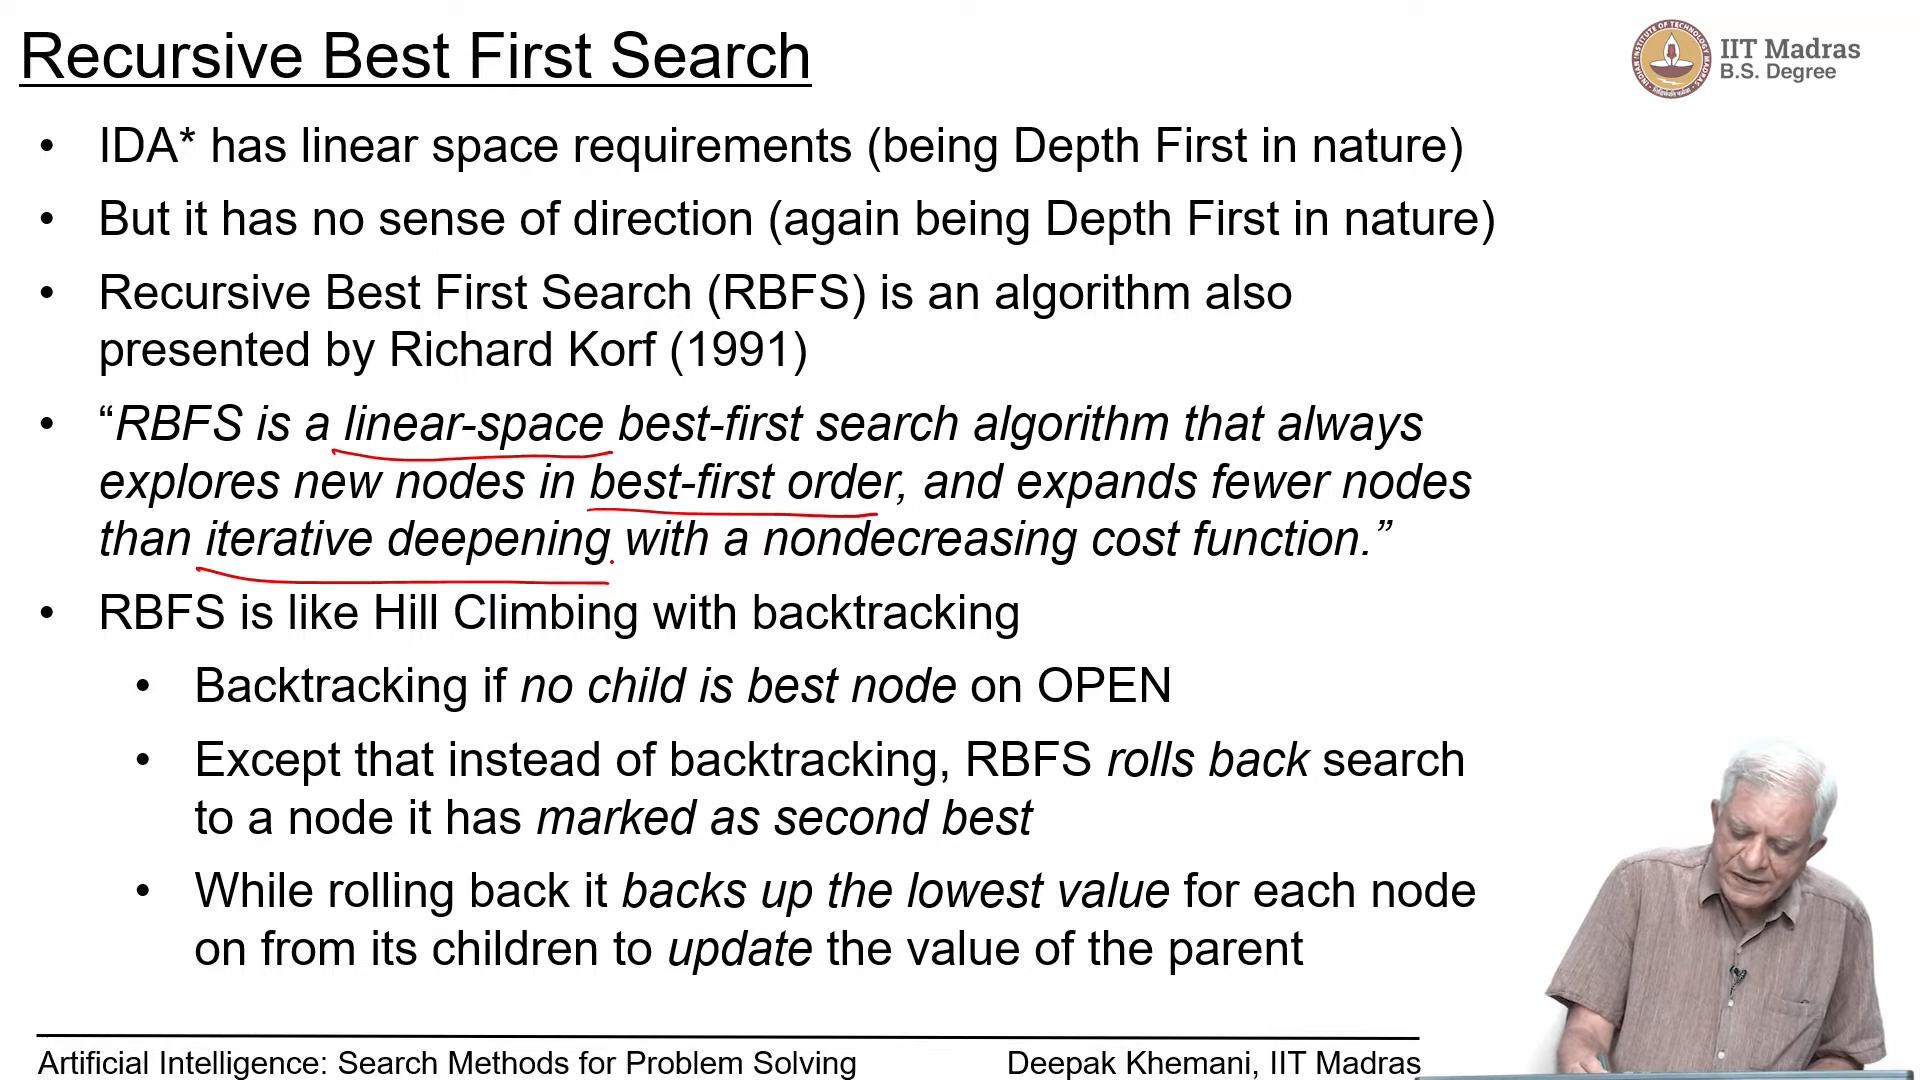 Recursive Best First Search
IIT Madras
B.S. Degree
• IDA* has linear space requirements (being Depth First in nature)
• But it has no sense of direction (again being Depth First in nature)
• Recursive Best First Search (RBFS) is an algorithm also
presented by Richard Korf (1991)
• “RBFS is a linear-space best-first search algorithm that always
explores new nodes in best-first order, and expands fewer nodes
than iterative deepening with a nondecreasing cost function.”
• RBFS is like Hill Climbing with backtracking
• Backtracking if no child is best node on OPEN
• Except that instead of backtracking, RBFS rolls back search
to a node it has marked as second best
• While rolling back it backs up the lowest value for each node
on from its children to update the value of the parent
Artificial Intelligence: Search Methods for Problem Solving
Deepak Khemani, IIT Madras